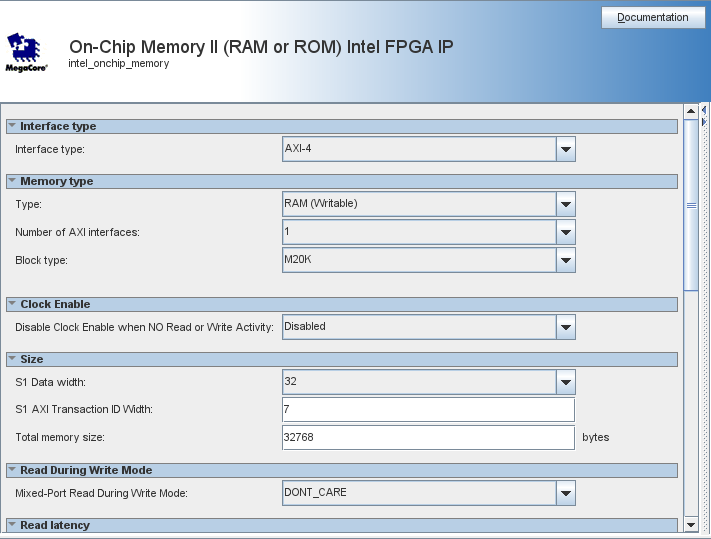 Documentation
On-Chip Memory II (RAM or ROM) Intel FPGA IP
intel_onchip_memory
MegaCore®
Interface type
Interface type: AXI-4
Memory type
Type: RAM (Writable)
Number of AXI interfaces: 1
Block type: M20K
Clock Enable
Disable Clock Enable when NO Read or Write Activity: Disabled
Size
S1 Data width: 32
S1 AXI Transaction ID Width: 7
Total memory size: 32768 bytes
Read During Write Mode
Mixed-Port Read During Write Mode: DONT_CARE
Read latency